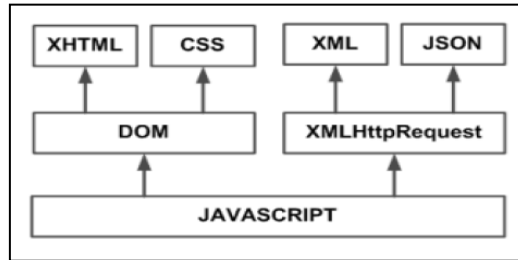 XHTML
CSS
XML
JSON
DOM
XMLHttpRequest
JAVASCRIPT